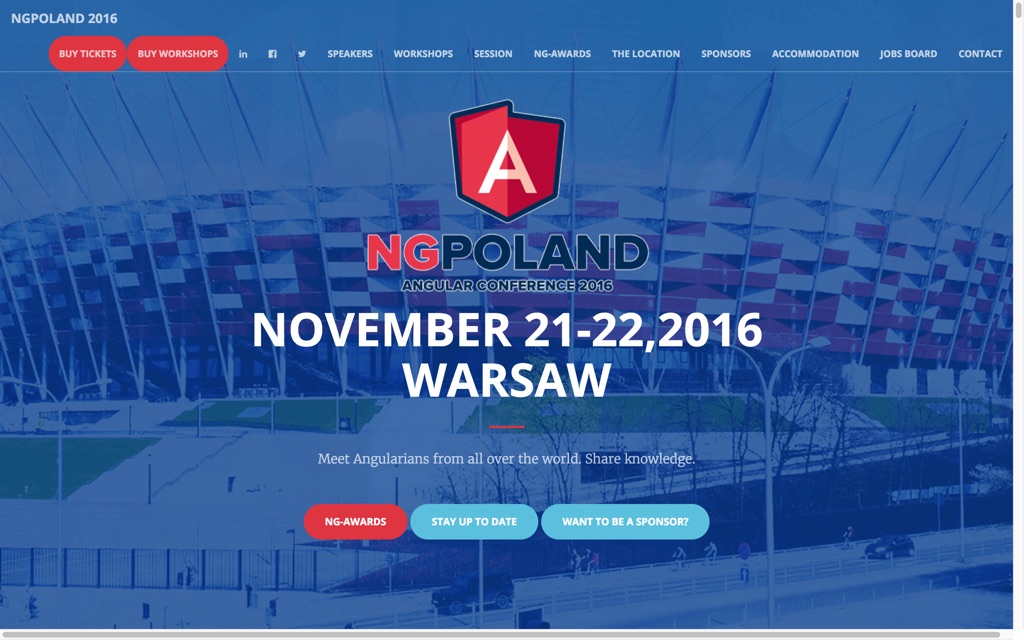 NGPOLAND 2016
BUY TICKETS BUY WORKSHOPS in SPEAKERS WORKSHOPS SESSION NG-AWARDS THE LOCATION SPONSORS ACCOMMODATION JOBS BOARD CONTACT
A
NGPOLAND
ANGULAR CONFERENCE 2016
NOVEMBER 21-22,2016
WARSAW
Meet Angularians from all over the world. Share knowledge.
NG-AWARDS STAY UP TO DATE WANT TO BE A SPONSOR?